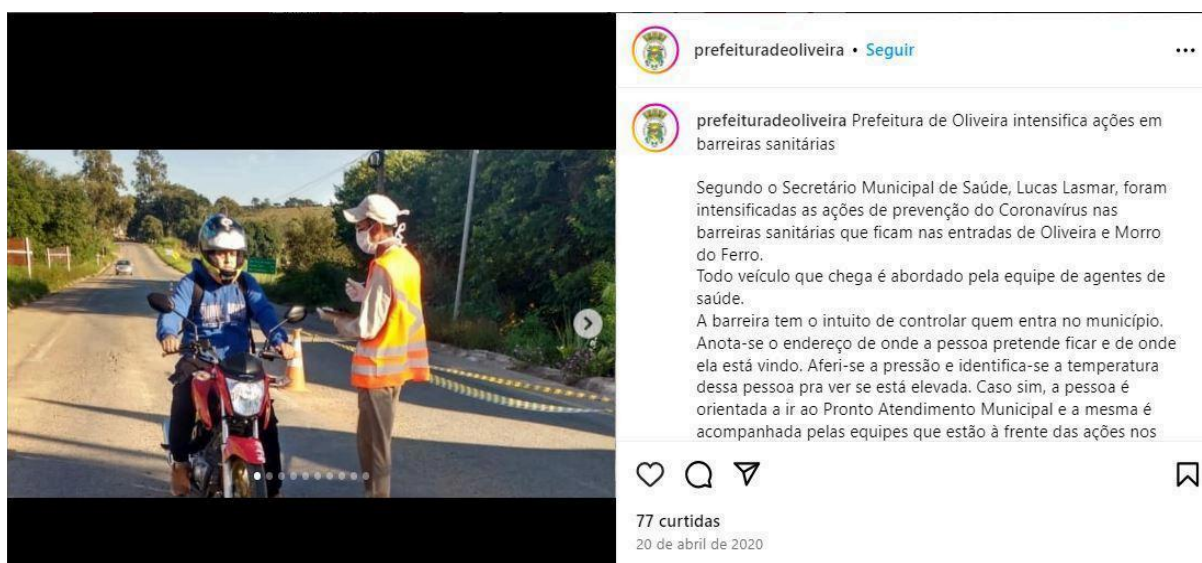 prefeituradeoliveira • Seguir
prefeituradeoliveira Prefeitura de Oliveira intensifica ações em
barreiras sanitárias
Segundo o Secretário Municipal de Saúde, Lucas Lasmar, foram
intensificadas as ações de prevenção do Coronavírus nas
barreiras sanitárias que ficam nas entradas de Oliveira e Morro
do Ferro.
Todo veículo que chega é abordado pela equipe de agentes de
saúde.
A barreira tem o intuito de controlar quem entra no município.
Anota-se o endereço de onde a pessoa pretende ficar e de onde
ela está vindo. Aferi-se a pressão e identifica-se a temperatura
dessa pessoa pra ver se está elevada. Caso sim, a pessoa é
orientada a ir ao Pronto Atendimento Municipal e a mesma é
acompanhada pelas equipes que estão à frente das ações nos
77 curtidas
20 de abril de 2020